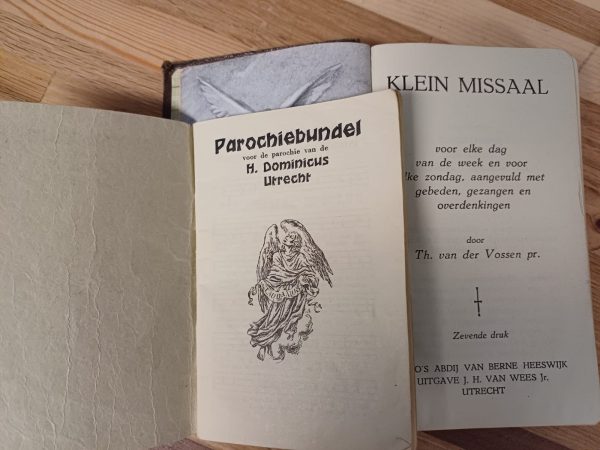 Parochiebundel
voor de parochie van de
H. Dominicus
Utrecht
KLEIN MISSAAL
voor elke dag
van de week en voor
zondag, aangevuld met
gebeden, gezangen en
overdenkingen
door
Th. van der Vossen pr.
Zevende druk
ABDIJ VAN BERNE HEESWIJK
UITGAVE J. H. VAN WEES Jr.
UTRECHT